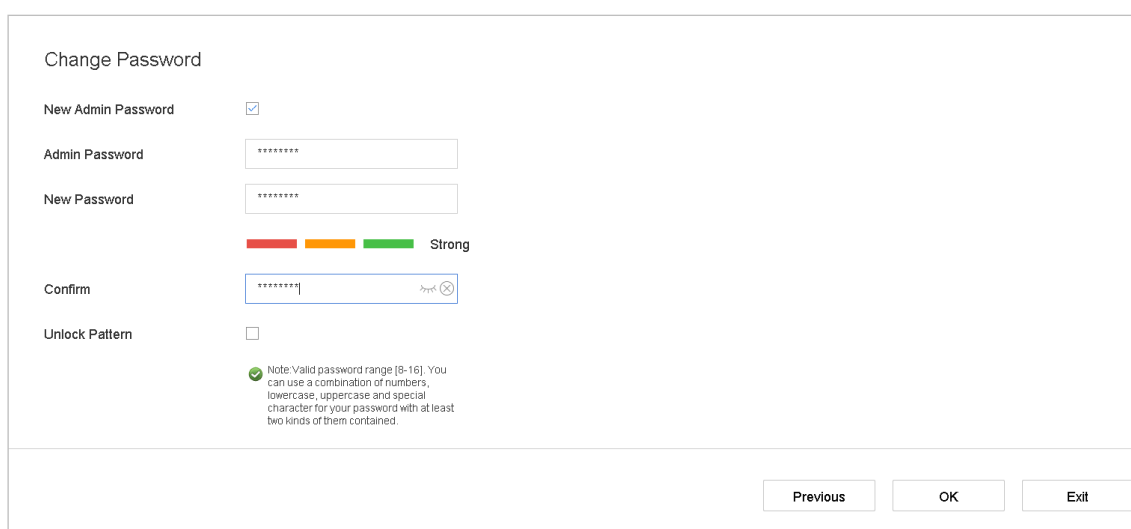 Change Password
New Admin Password
Admin Password ********
New Password ********
Strong
Confirm ********
Unlock Pattern
Note:Valid password range [8-16]. You
can use a combination of numbers,
lowercase, uppercase and special
character for your password with at least
two kinds of them contained.
Previous OK Exit